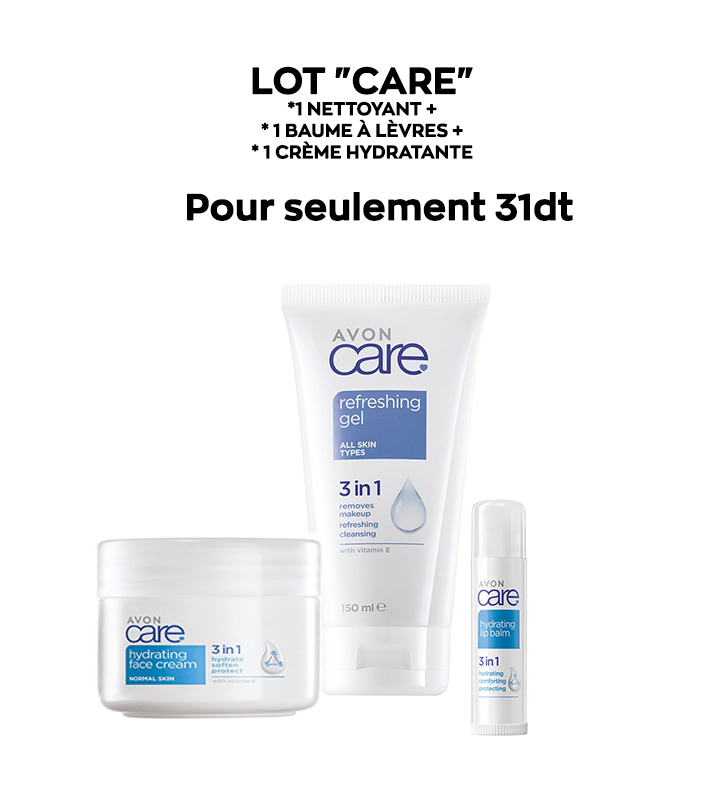 LOT "CARE"
*1 NETTOYANT +
* 1 BAUME À LÈVRES +
* 1 CRÈME HYDRATANTE
Pour seulement 31dt
AVON
care
refreshing
gel
ALL SKIN
TYPES
3 in 1
removes
makeup
refreshing
cleansing
with vitamin E
150 ml e
AVON
care
hydrating
face cream
NORMAL SKIN
3 in 1
hydrate
soften
protect
with vitamin E
AVON
care
hydrating
lip balm
3 in 1
hydrating
comforting
protecting